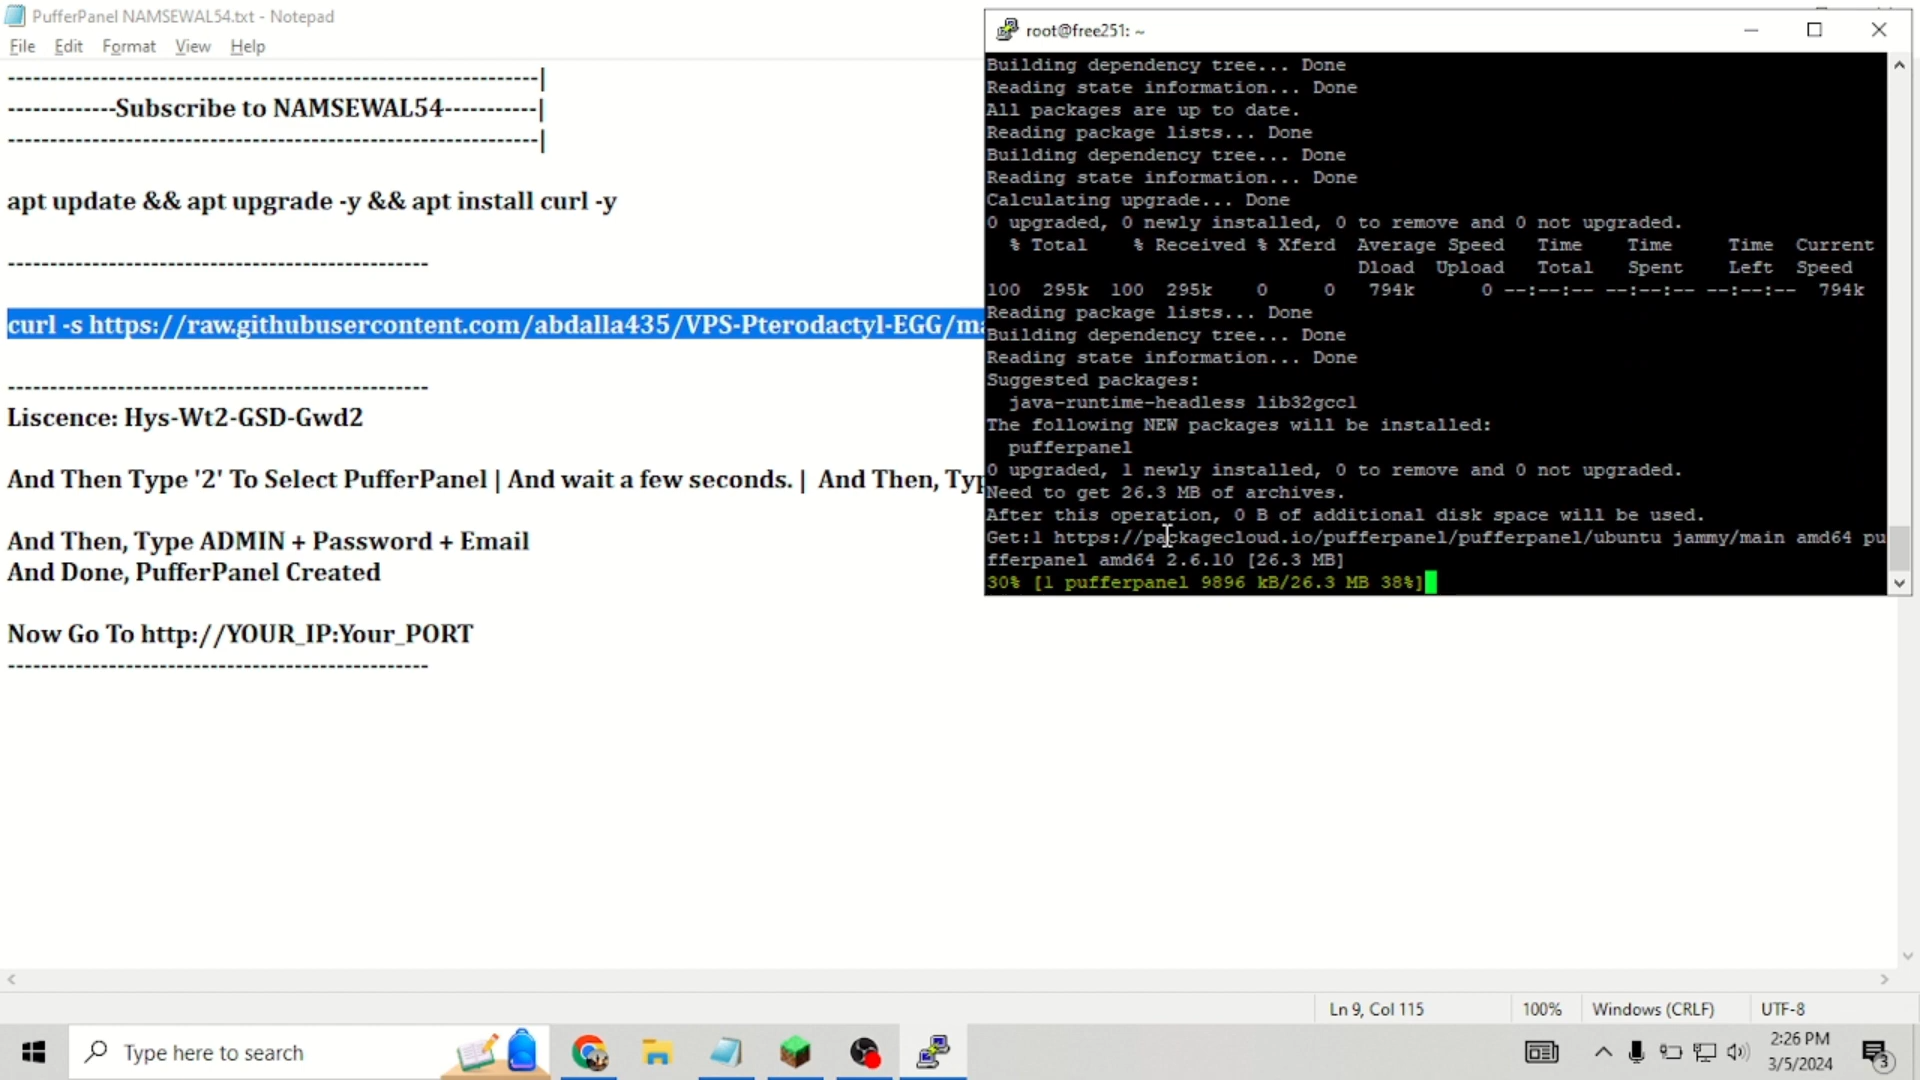 PufferPanel NAMSEWAL54.txt - Notepad
File Edit Format View Help
-----------------------------------------------------------------|
-------------Subscribe to NAMSEWAL54-----------|
-----------------------------------------------------------------|
apt update && apt upgrade -y && apt install curl -y
----------------------------------------------------
curl -s https://raw.githubusercontent.com/abdalla435/VPS-Pterodactyl-EGG/ma
----------------------------------------------------
Liscence: Hys-Wt2-GSD-Gwd2
And Then Type '2' To Select PufferPanel | And wait a few seconds. |  And Then, Typ
And Then, Type ADMIN + Password + Email
And Done, PufferPanel Created
Now Go To http://YOUR_IP:Your_PORT
----------------------------------------------------
root@free251: ~
Building dependency tree... Done
Reading state information... Done
All packages are up to date.
Reading package lists... Done
Building dependency tree... Done
Reading state information... Done
Calculating upgrade... Done
0 upgraded, 0 newly installed, 0 to remove and 0 not upgraded.
% Total    % Received % Xferd  Average Speed   Time    Time     Time  Current
Dload  Upload   Total   Spent    Left  Speed
100  295k  100  295k    0     0   794k      0 --:--:-- --:--:-- --:--:--  794k
Reading package lists... Done
Building dependency tree... Done
Reading state information... Done
Suggested packages:
java-runtime-headless lib32gcc1
The following NEW packages will be installed:
pufferpanel
0 upgraded, 1 newly installed, 0 to remove and 0 not upgraded.
Need to get 26.3 MB of archives.
After this operation, 0 B of additional disk space will be used.
Get:1 https://packagecloud.io/pufferpanel/pufferpanel/ubuntu jammy/main amd64 pu
fferpanel amd64 2.6.10 [26.3 MB]
30% [1 pufferpanel 9896 kB/26.3 MB 38%]
Ln 9, Col 115
100%
Windows (CRLF)
UTF-8
Type here to search
2:26 PM
3/5/2024
3